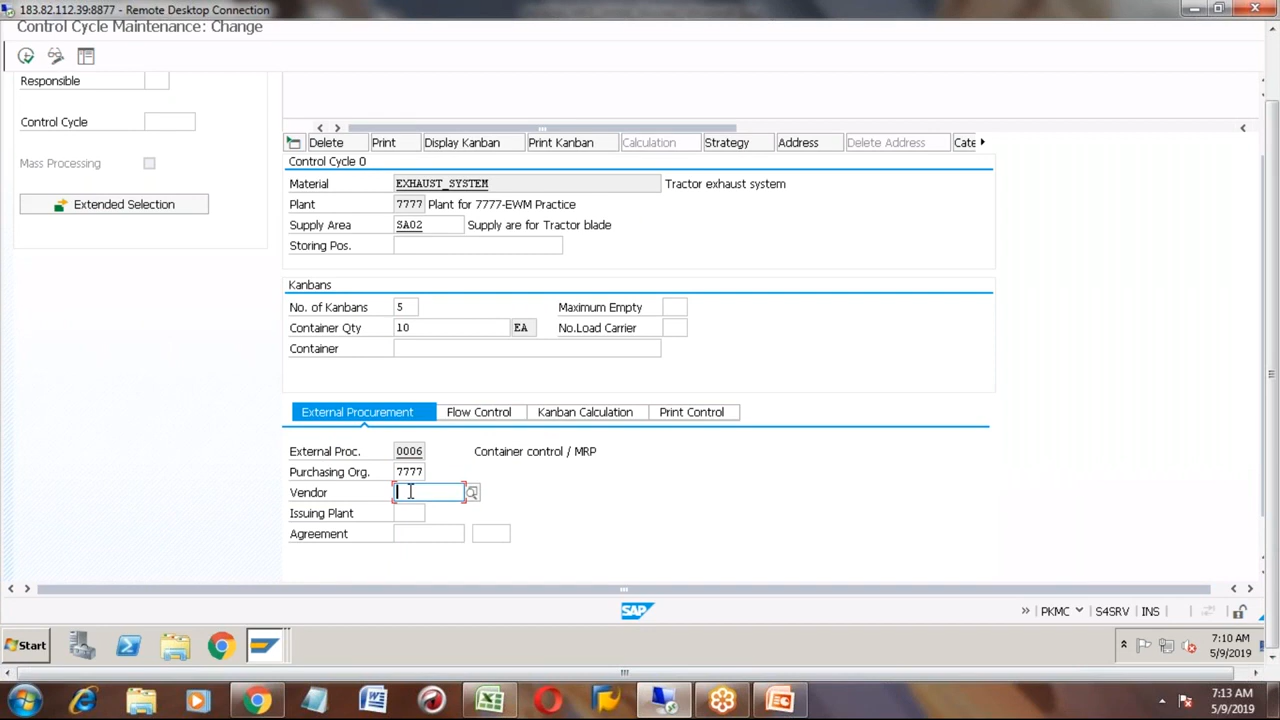 183.82.112.39:8877 - Remote Desktop Connection
Control Cycle Maintenance: Change
Responsible
Control Cycle
Mass Processing
Extended Selection
Delete Print Display Kanban Print Kanban Calculation Strategy Address Delete Address Cate
Control Cycle 0
Material EXHAUST_SYSTEM Tractor exhaust system
Plant 7777 Plant for 7777-EWM Practice
Supply Area SA02 Supply are for Tractor blade
Storing Pos.
Kanbans
No. of Kanbans 5 Maximum Empty
Container Qty 10 EA No.Load Carrier
Container
External Procurement Flow Control Kanban Calculation Print Control
External Proc. 0006 Container control / MRP
Purchasing Org. 7777
Vendor
Issuing Plant
Agreement
SAP PKMC S4SRV INS
Start 7:10 AM
5/9/2019
7:13 AM
5/9/2019